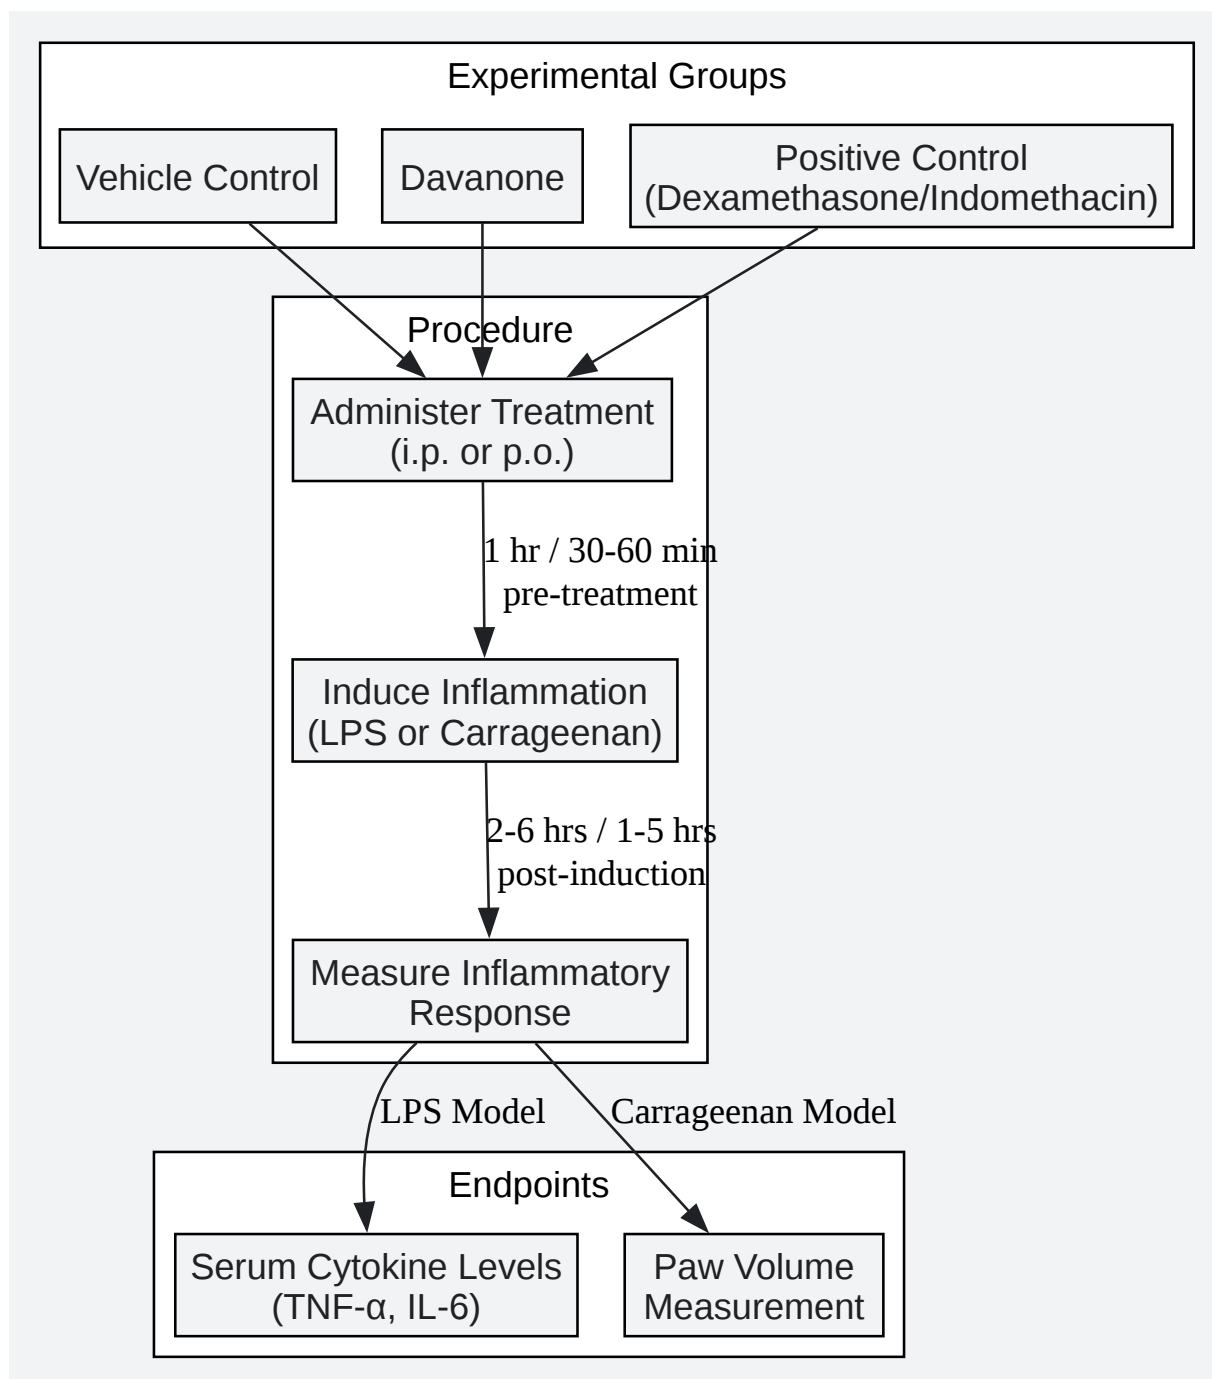 Experimental Groups
Vehicle Control
Davanone
Positive Control
(Dexamethasone/Indomethacin)
Procedure
Administer Treatment
(i.p. or p.o.)
1 hr / 30-60 min
pre-treatment
Induce Inflammation
(LPS or Carrageenan)
2-6 hrs / 1-5 hrs
post-induction
Measure Inflammatory
Response
LPS Model
Carrageenan Model
Endpoints
Serum Cytokine Levels
(TNF-α, IL-6)
Paw Volume
Measurement